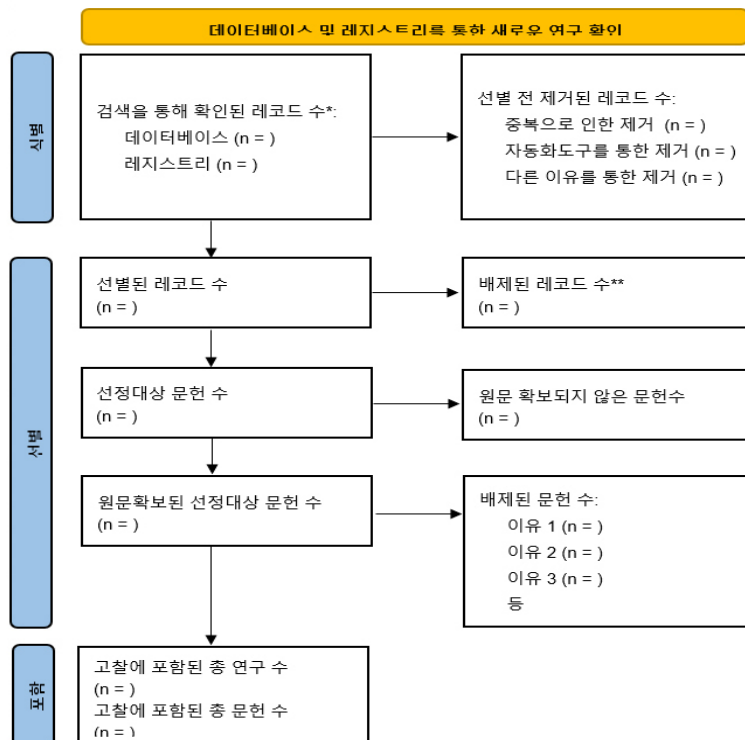 데이터베이스 및 레지스트리를 통한 새로운 연구 확인
식별
검색을 통해 확인된 레코드 수*:
데이터베이스 (n = )
레지스트리 (n = )
선별 전 제거된 레코드 수:
중복으로 인한 제거 (n = )
자동화도구를 통한 제거 (n = )
다른 이유를 통한 제거 (n = )
선별
선별된 레코드 수
(n = )
배제된 레코드 수**
(n = )
선정대상 문헌 수
(n = )
원문 확보되지 않은 문헌수
(n = )
원문확보된 선정대상 문헌 수
(n = )
배제된 문헌 수:
이유 1 (n = )
이유 2 (n = )
이유 3 (n = )
등
포함
고찰에 포함된 총 연구 수
(n = )
고찰에 포함된 총 문헌 수
(n = )